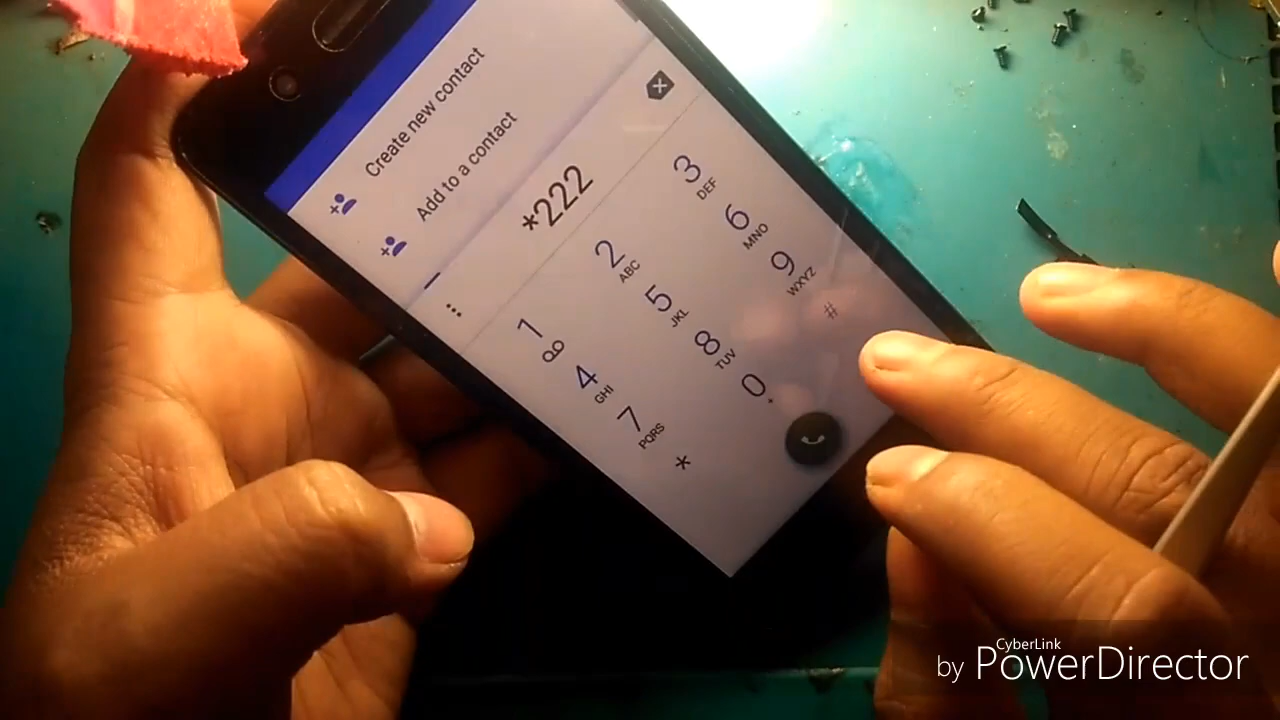 Create new contact
Add to a contact
*222
1
2 ABC
3 DEF
4 GHI
5 JKL
6 MNO
7 PQRS
8 TUV
9 WXYZ
*
0 +
#
CyberLink
by PowerDirector